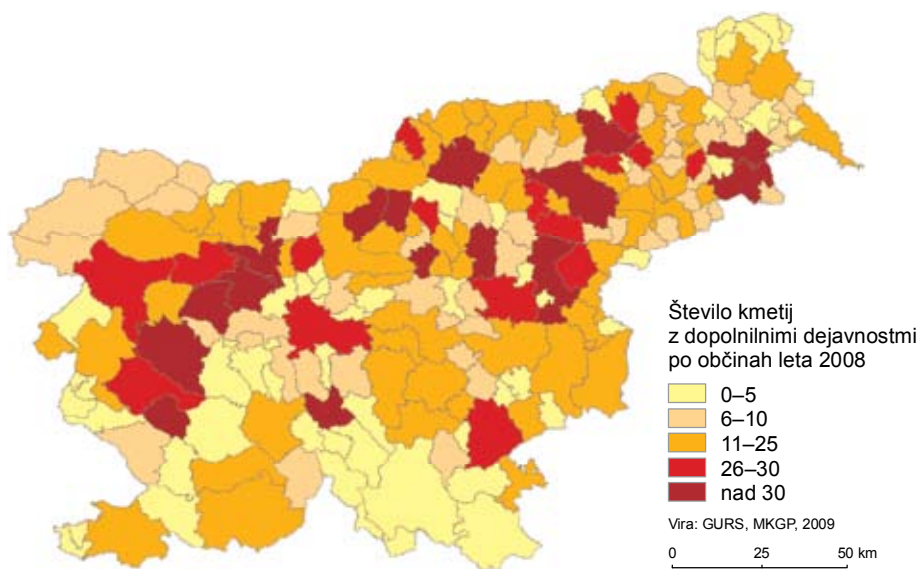 Število kmetij
z dopolnilnimi dejavnostmi
po občinah leta 2008
0–5
6–10
11–25
26–30
nad 30
Vira: GURS, MKGP, 2009
0 25 50 km